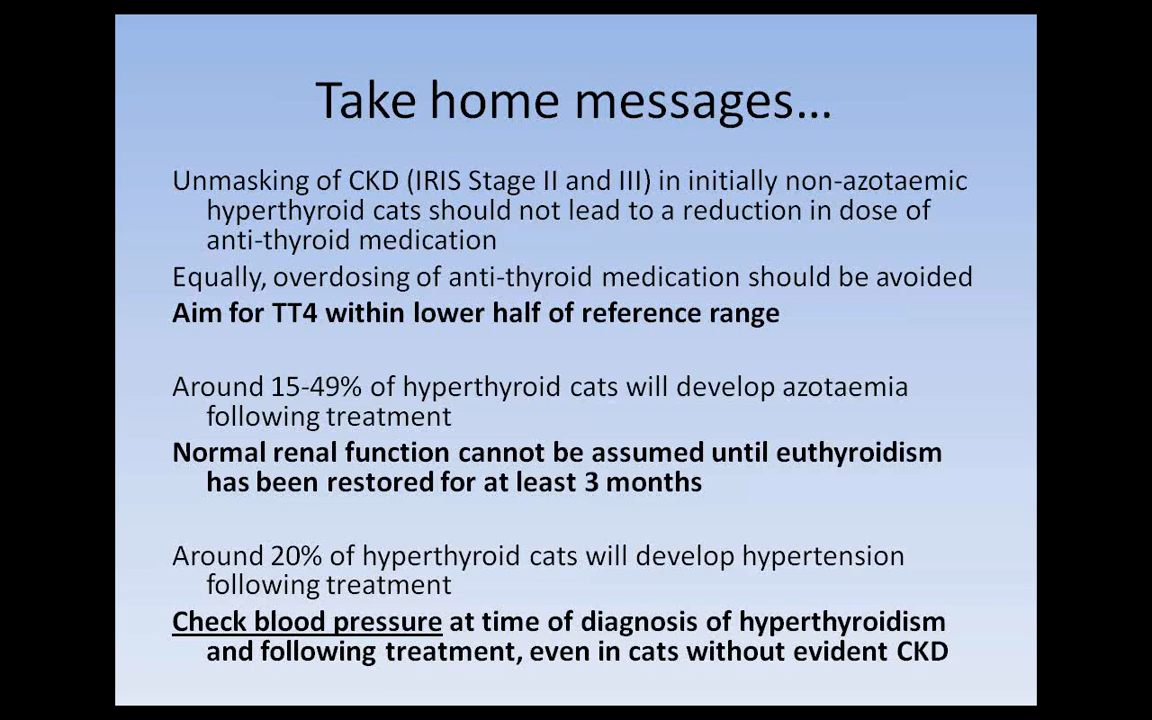 Take home messages...
Unmasking of CKD (IRIS Stage II and III) in initially non-azotaemic
hyperthyroid cats should not lead to a reduction in dose of
anti-thyroid medication
Equally, overdosing of anti-thyroid medication should be avoided
Aim for TT4 within lower half of reference range
Around 15-49% of hyperthyroid cats will develop azotaemia
following treatment
Normal renal function cannot be assumed until euthyroidism
has been restored for at least 3 months
Around 20% of hyperthyroid cats will develop hypertension
following treatment
Check blood pressure at time of diagnosis of hyperthyroidism
and following treatment, even in cats without evident CKD